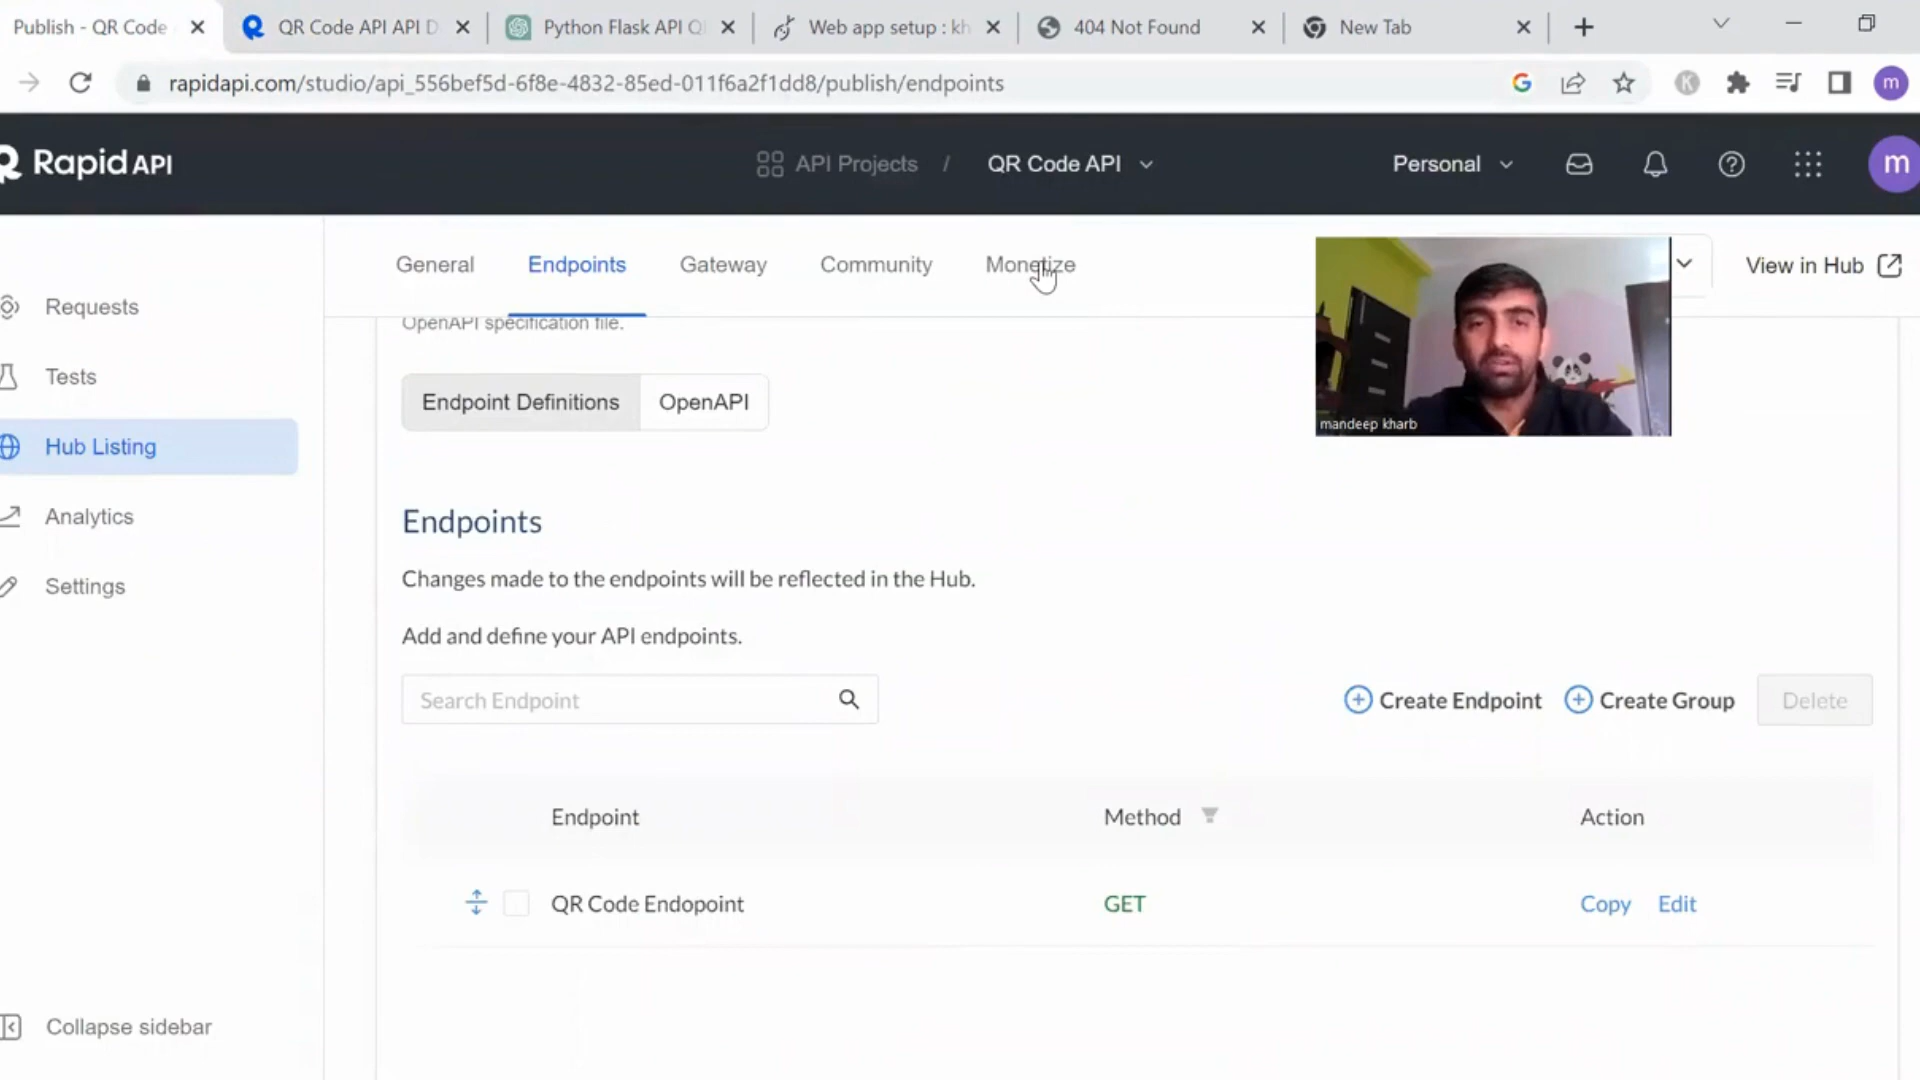 Publish - QR Code
QR Code API API D
Python Flask API Q
Web app setup : kh
404 Not Found
New Tab
rapidapi.com/studio/api_556bef5d-6f8e-4832-85ed-011f6a2f1dd8/publish/endpoints
K
m
Rapid API
API Projects / QR Code API
Personal
m
General
Endpoints
Gateway
Community
Monetize
View in Hub
Requests
Tests
Hub Listing
Analytics
Settings
Collapse sidebar
mandeep kharb
OpenAPI specification file.
Endpoint Definitions
OpenAPI
Endpoints
Changes made to the endpoints will be reflected in the Hub.
Add and define your API endpoints.
Search Endpoint
Create Endpoint
Create Group
Delete
Endpoint Method Action
QR Code Endopoint GET Copy Edit